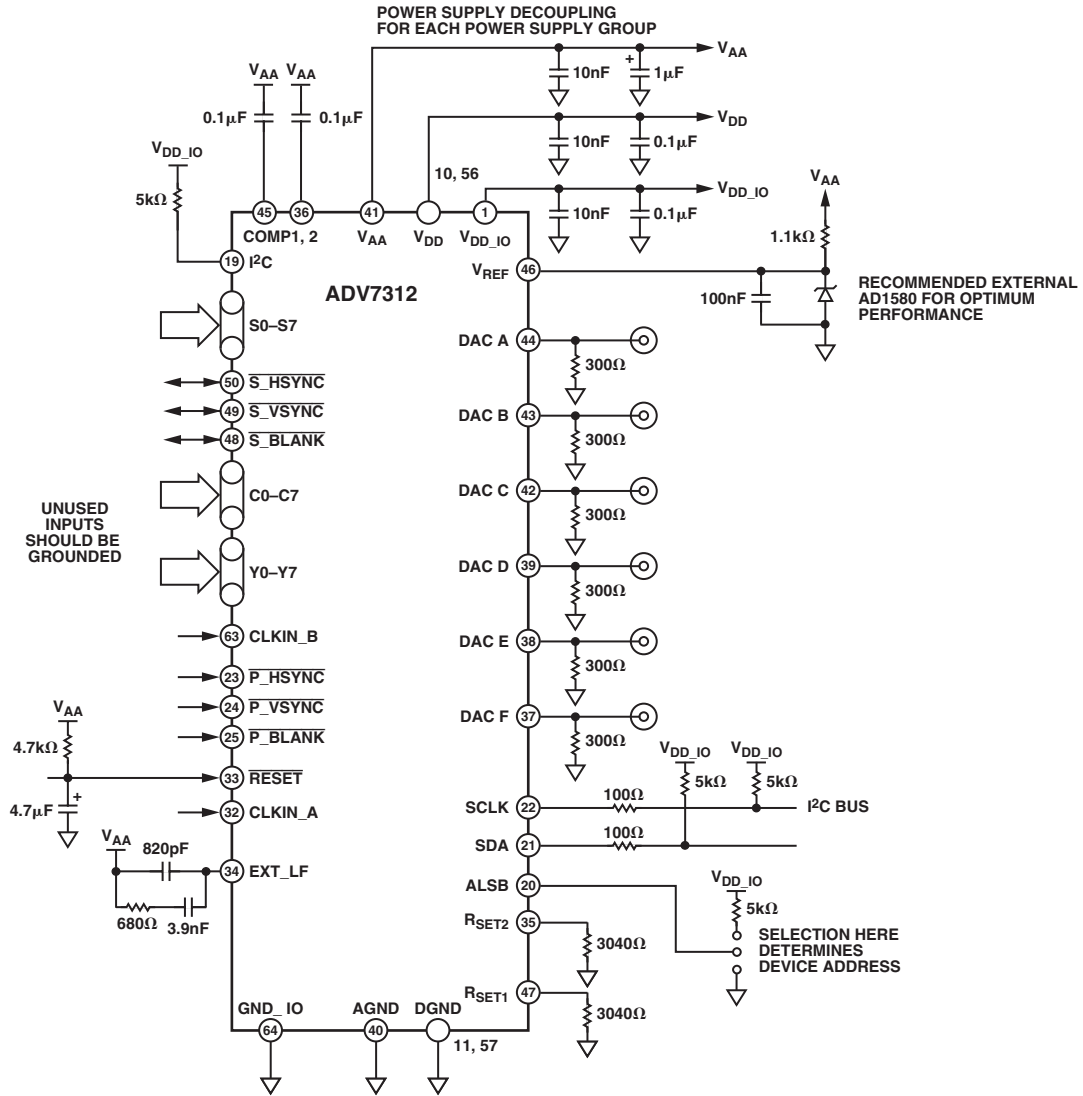 POWER SUPPLY DECOUPLING
FOR EACH POWER SUPPLY GROUP
VAA
10nF
+
1µF
VAA
VAA
0.1µF
0.1µF
VDD
10nF
0.1µF
VDD_IO
5kΩ
10, 56
VDD_IO
10nF
0.1µF
VAA
1.1kΩ
45
36
41
1
COMP1, 2
VAA
VDD
VDD_IO
19
I2C
VREF
46
ADV7312
100nF
RECOMMENDED EXTERNAL
AD1580 FOR OPTIMUM
PERFORMANCE
S0–S7
DAC A
44
300Ω
50
S_HSYNC
49
S_VSYNC
48
S_BLANK
DAC B
43
300Ω
C0–C7
DAC C
42
300Ω
UNUSED
INPUTS
SHOULD BE
GROUNDED
Y0–Y7
DAC D
39
300Ω
63
CLKIN_B
DAC E
38
300Ω
23
P_HSYNC
24
P_VSYNC
25
P_BLANK
DAC F
37
300Ω
VAA
4.7kΩ
33
RESET
4.7µF
+
32
CLKIN_A
VDD_IO
VDD_IO
5kΩ
5kΩ
SCLK
22
100Ω
I2C BUS
SDA
21
100Ω
VAA
820pF
34
EXT_LF
680Ω
3.9nF
ALSB
20
VDD_IO
5kΩ
SELECTION HERE
DETERMINES
DEVICE ADDRESS
RSET2
35
3040Ω
RSET1
47
3040Ω
GND_IO
AGND
DGND
64
40
11, 57